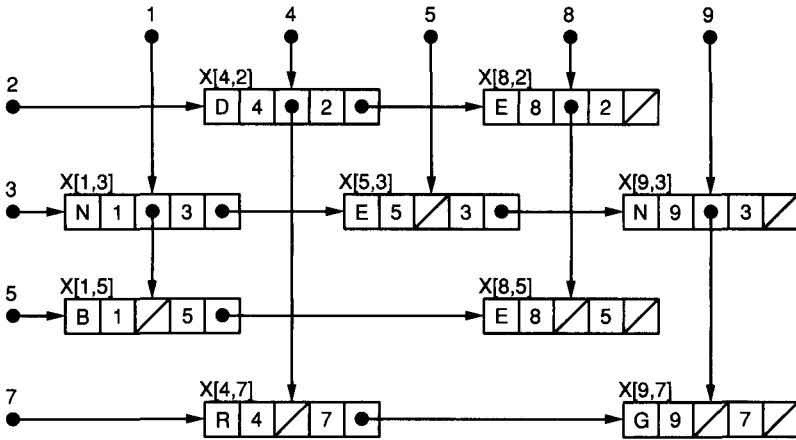 1 4 5 8 9
X[4,2] X[8,2]
2 D 4 2 E 8 2
X[1,3] X[5,3] X[9,3]
3 N 1 3 E 5 3 N 9 3
X[1,5] X[8,5]
5 B 1 5 E 8 5
X[4,7] X[9,7]
7 R 4 7 G 9 7